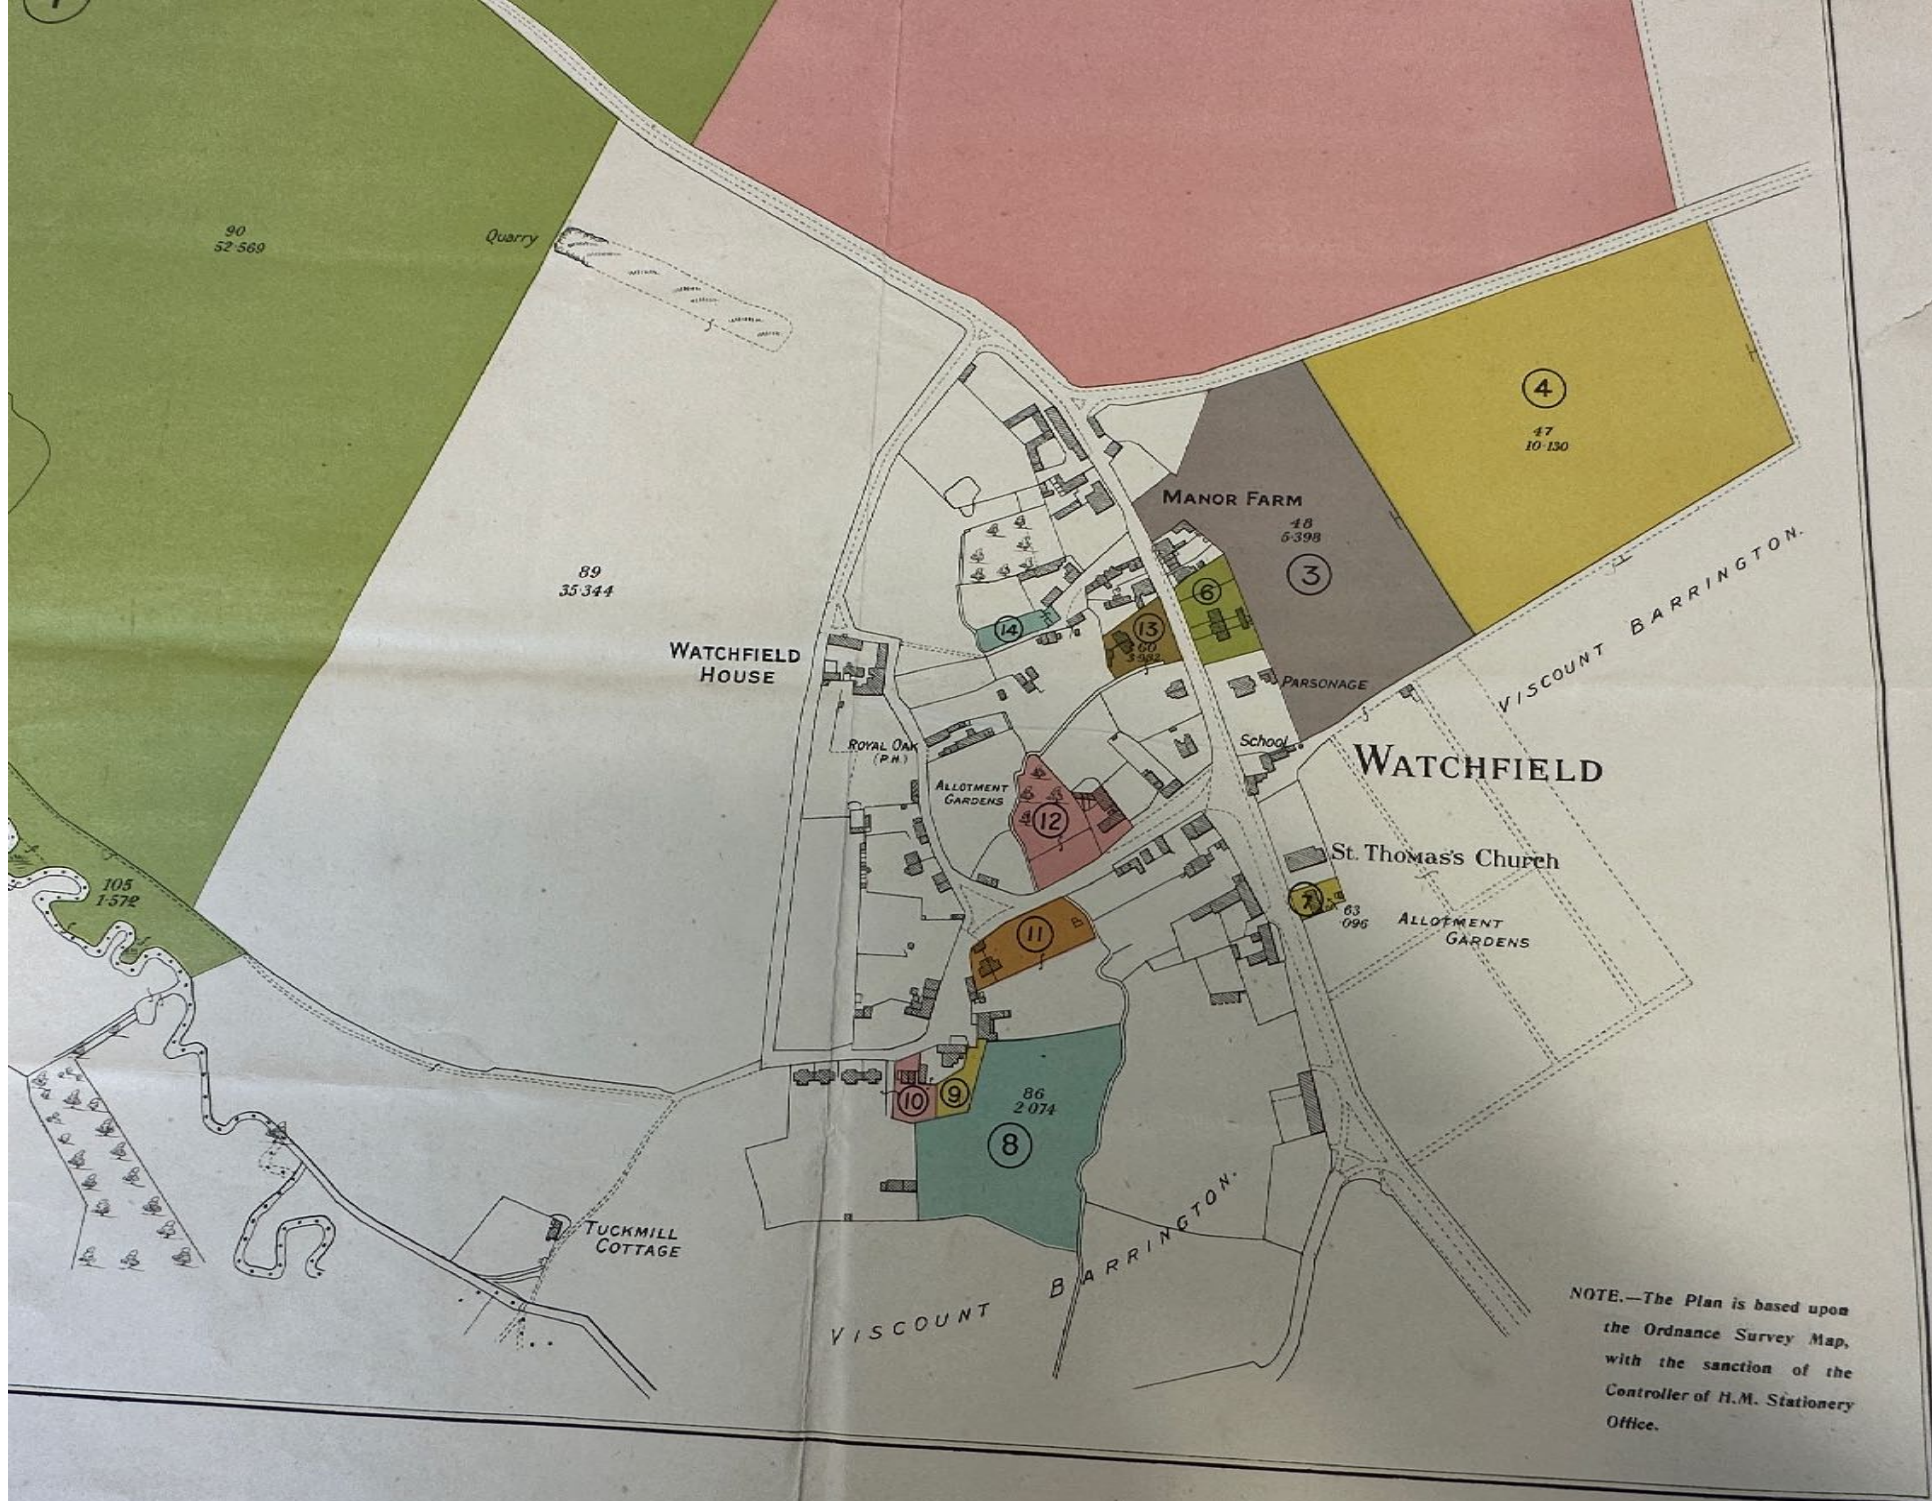 90
52·569
Quarry
4
47
10·130
MANOR FARM
48
5·398
3
89
35·344
6
14
13
60
3·982
WATCHFIELD
HOUSE
PARSONAGE
VISCOUNT BARRINGTON.
ROYAL OAK
(P.H.)
School
WATCHFIELD
ALLOTMENT
GARDENS
12
St. Thomas's Church
105
1·572
7
63
·096
ALLOTMENT
GARDENS
11
B
10
9
86
2·074
8
TUCKMILL
COTTAGE
VISCOUNT BARRINGTON.
NOTE.—The Plan is based upon
the Ordnance Survey Map,
with the sanction of the
Controller of H.M. Stationery
Office.